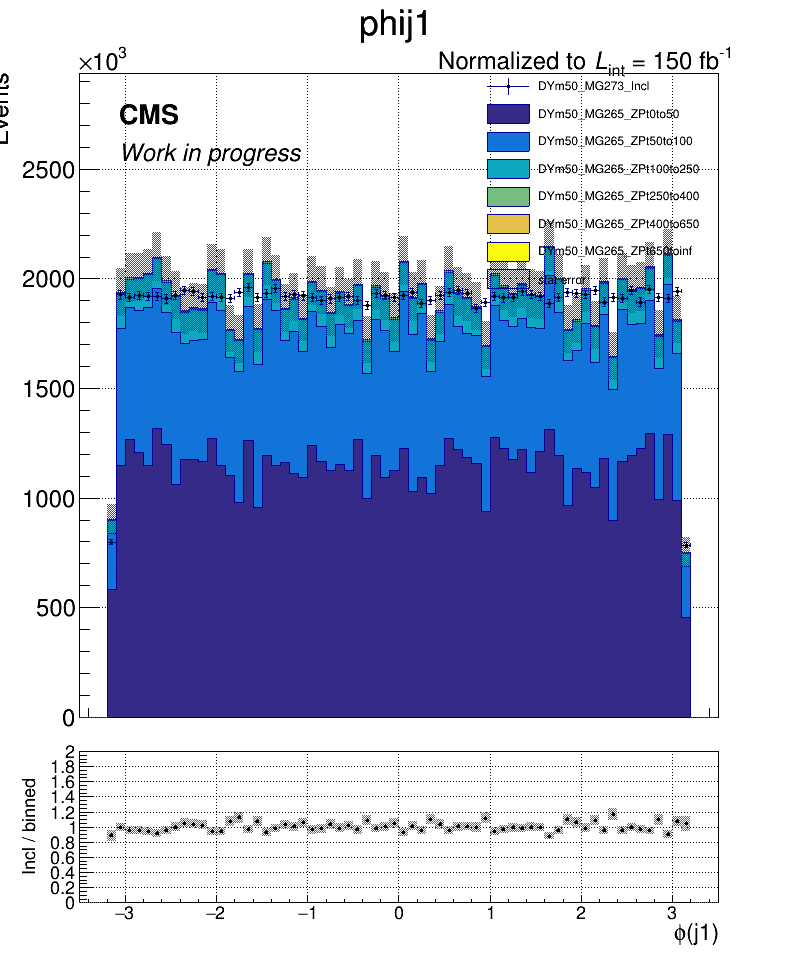 phij1
×10³
Normalized to L_int = 150 fb⁻¹
Events
CMS
Work in progress
DYm50_MG273_Incl
DYm50_MG265_ZPt0to50
DYm50_MG265_ZPt50to100
DYm50_MG265_ZPt100to250
DYm50_MG265_ZPt250to400
DYm50_MG265_ZPt400to650
DYm50_MG265_ZPt650toinf
stat error
2500
2000
1500
1000
500
0
Incl / binned
2
1.8
1.6
1.4
1.2
1
0.8
0.6
0.4
0.2
0
−3 −2 −1 0 1 2 3
ϕ(j1)